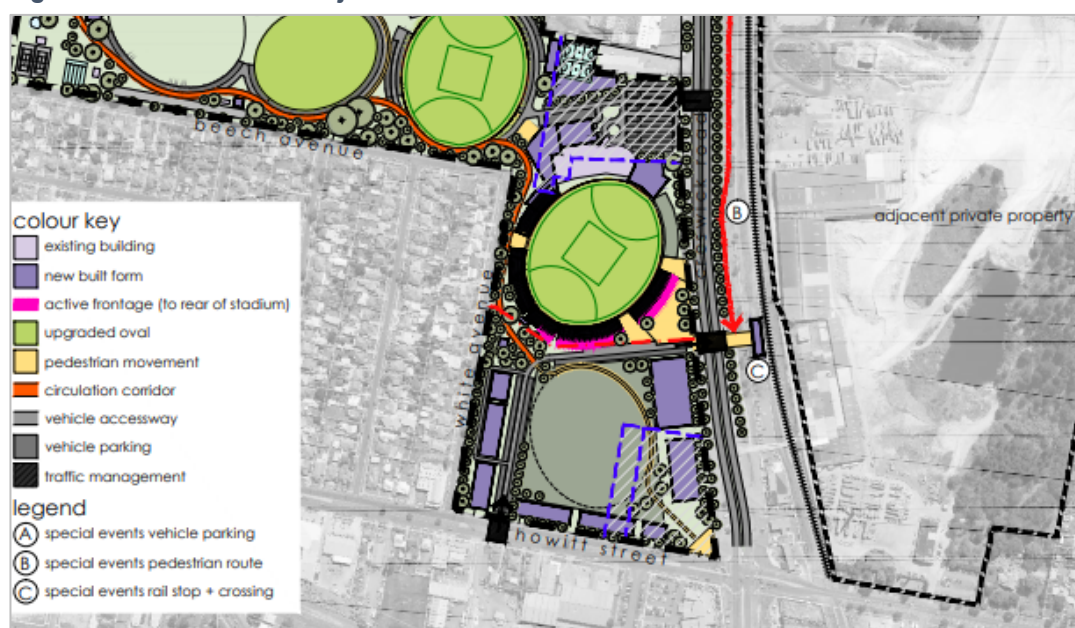 beech avenue
B
adjacent private property
white avenue
C
howitt street
colour key
existing building
new built form
active frontage (to rear of stadium)
upgraded oval
pedestrian movement
circulation corridor
vehicle accessway
vehicle parking
traffic management
legend
A special events vehicle parking
B special events pedestrian route
C special events rail stop + crossing